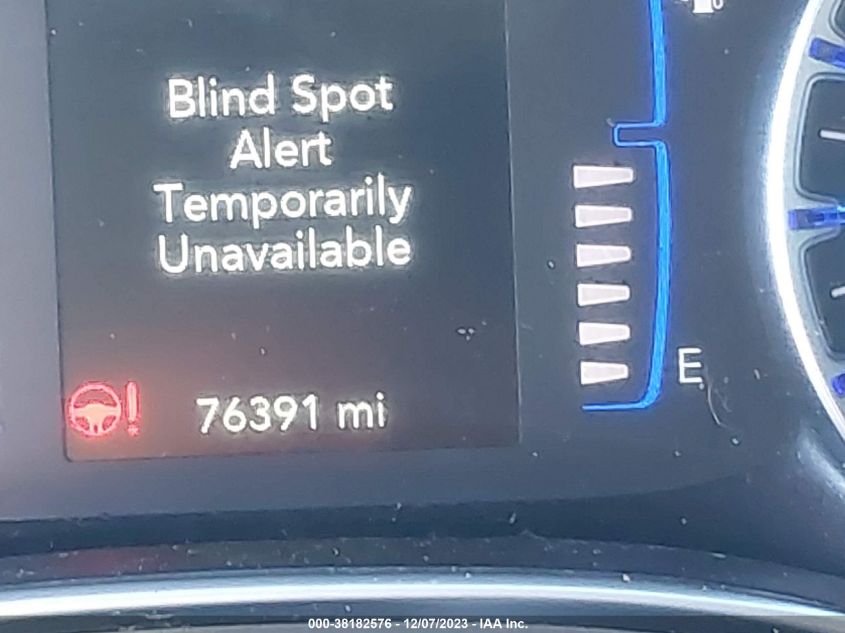 Blind Spot
Alert
Temporarily
Unavailable
76391 mi
E
000-38182576 - 12/07/2023 - IAA Inc.